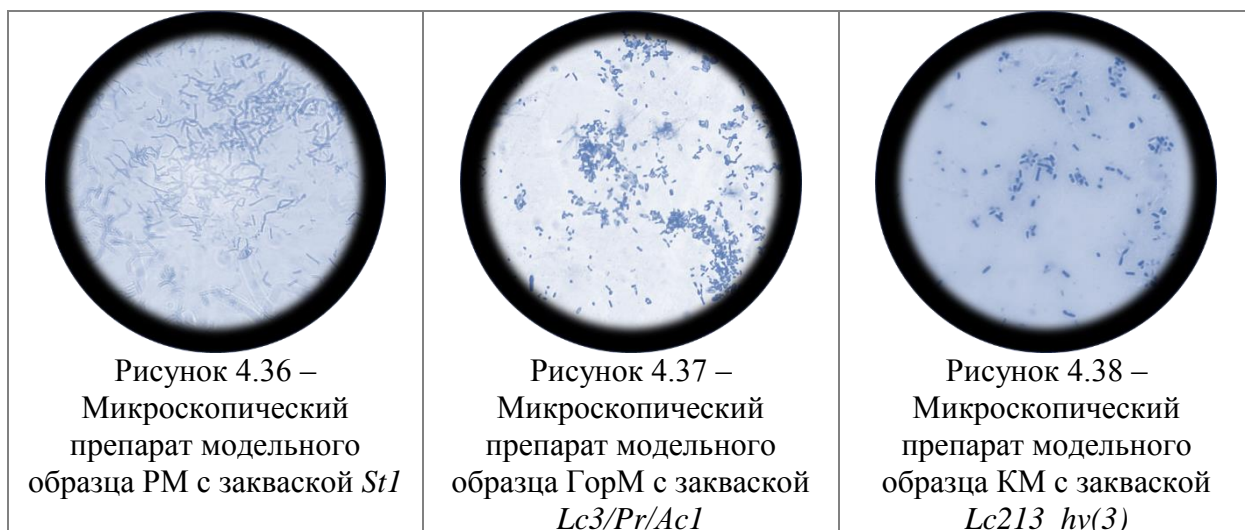 Рисунок 4.36 –
Микроскопический
препарат модельного
образца РМ с закваской St1
Рисунок 4.37 –
Микроскопический
препарат модельного
образца ГорМ с закваской
Lc3/Pr/Ac1
Рисунок 4.38 –
Микроскопический
препарат модельного
образца КМ с закваской
Lc213_hv(3)